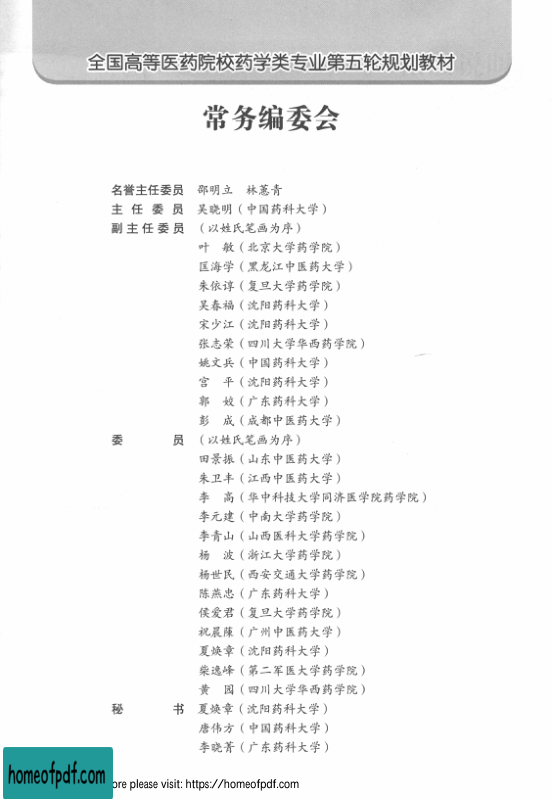 全国高等医药院校药学类专业第五轮规划教材
常务编委会
名誉主任委员 邵明立 林蕙青
主任委员 吴晓明(中国药科大学)
副主任委员 (以姓氏笔画为序)
叶 敏(北京大学药学院)
匡海学(黑龙江中医药大学)
朱依谆(复旦大学药学院)
吴春福(沈阳药科大学)
宋少江(沈阳药科大学)
张志荣(四川大学华西药学院)
姚文兵(中国药科大学)
宫 平(沈阳药科大学)
郭 姣(广东药科大学)
彭 成(成都中医药大学)
委 员 (以姓氏笔画为序)
田景振(山东中医药大学)
朱卫丰(江西中医药大学)
李 高(华中科技大学同济医学院药学院)
李元建(中南大学药学院)
李青山(山西医科大学药学院)
杨 波(浙江大学药学院)
杨世民(西安交通大学药学院)
陈燕忠(广东药科大学)
侯爱君(复旦大学药学院)
祝晨蔯(广州中医药大学)
夏焕章(沈阳药科大学)
柴逸峰(第二军医大学药学院)
黄 园(四川大学华西药学院)
秘 书 夏焕章(沈阳药科大学)
唐伟方(中国药科大学)
李晓菁(广东药科大学)
homeofpdf.com
ore please visit: https://homeofpdf.com